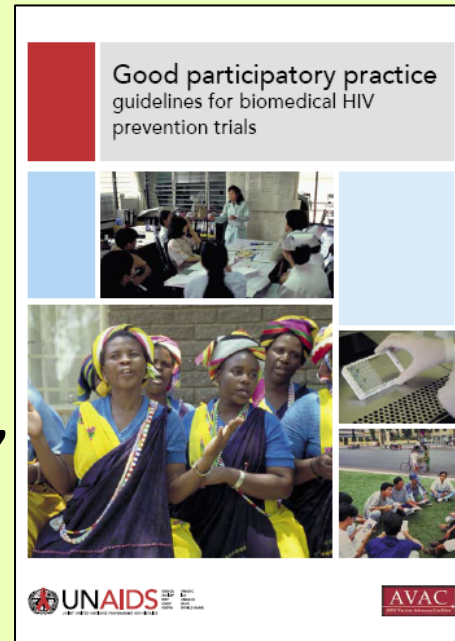 Good participatory practice
guidelines for biomedical HIV
prevention trials
UNAIDS
AVAC